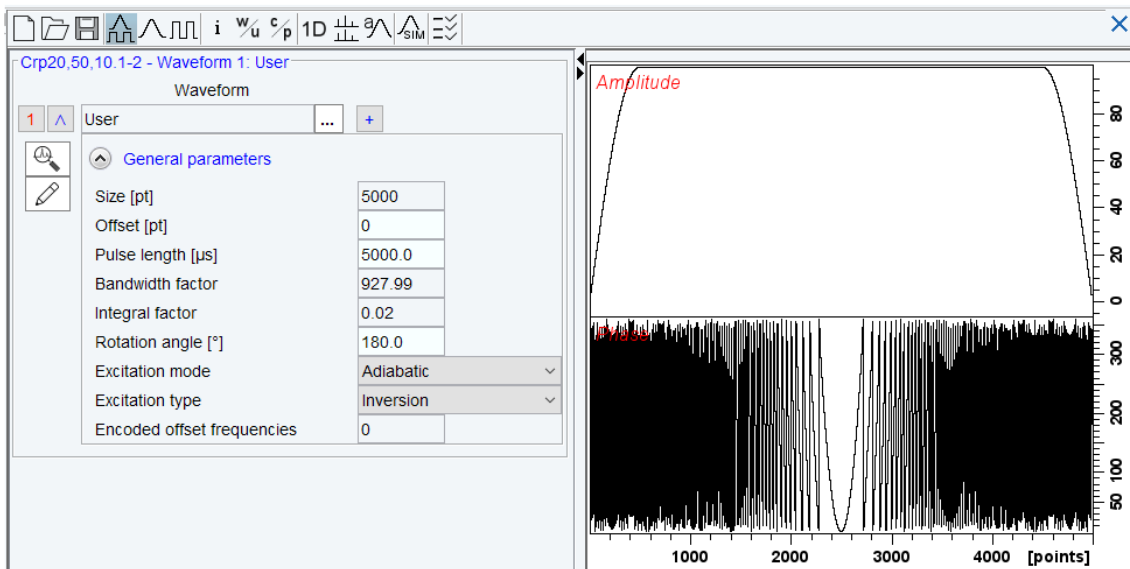 i w/u c/p 1D a SIM
Crp20,50,10.1-2 - Waveform 1: User
Waveform
1 User ... +
General parameters
Size [pt] 5000
Offset [pt] 0
Pulse length [µs] 5000.0
Bandwidth factor 927.99
Integral factor 0.02
Rotation angle [°] 180.0
Excitation mode Adiabatic
Excitation type Inversion
Encoded offset frequencies 0
Amplitude
80
60
40
20
0
Phase
300
200
100
50
1000 2000 3000 4000 [points]